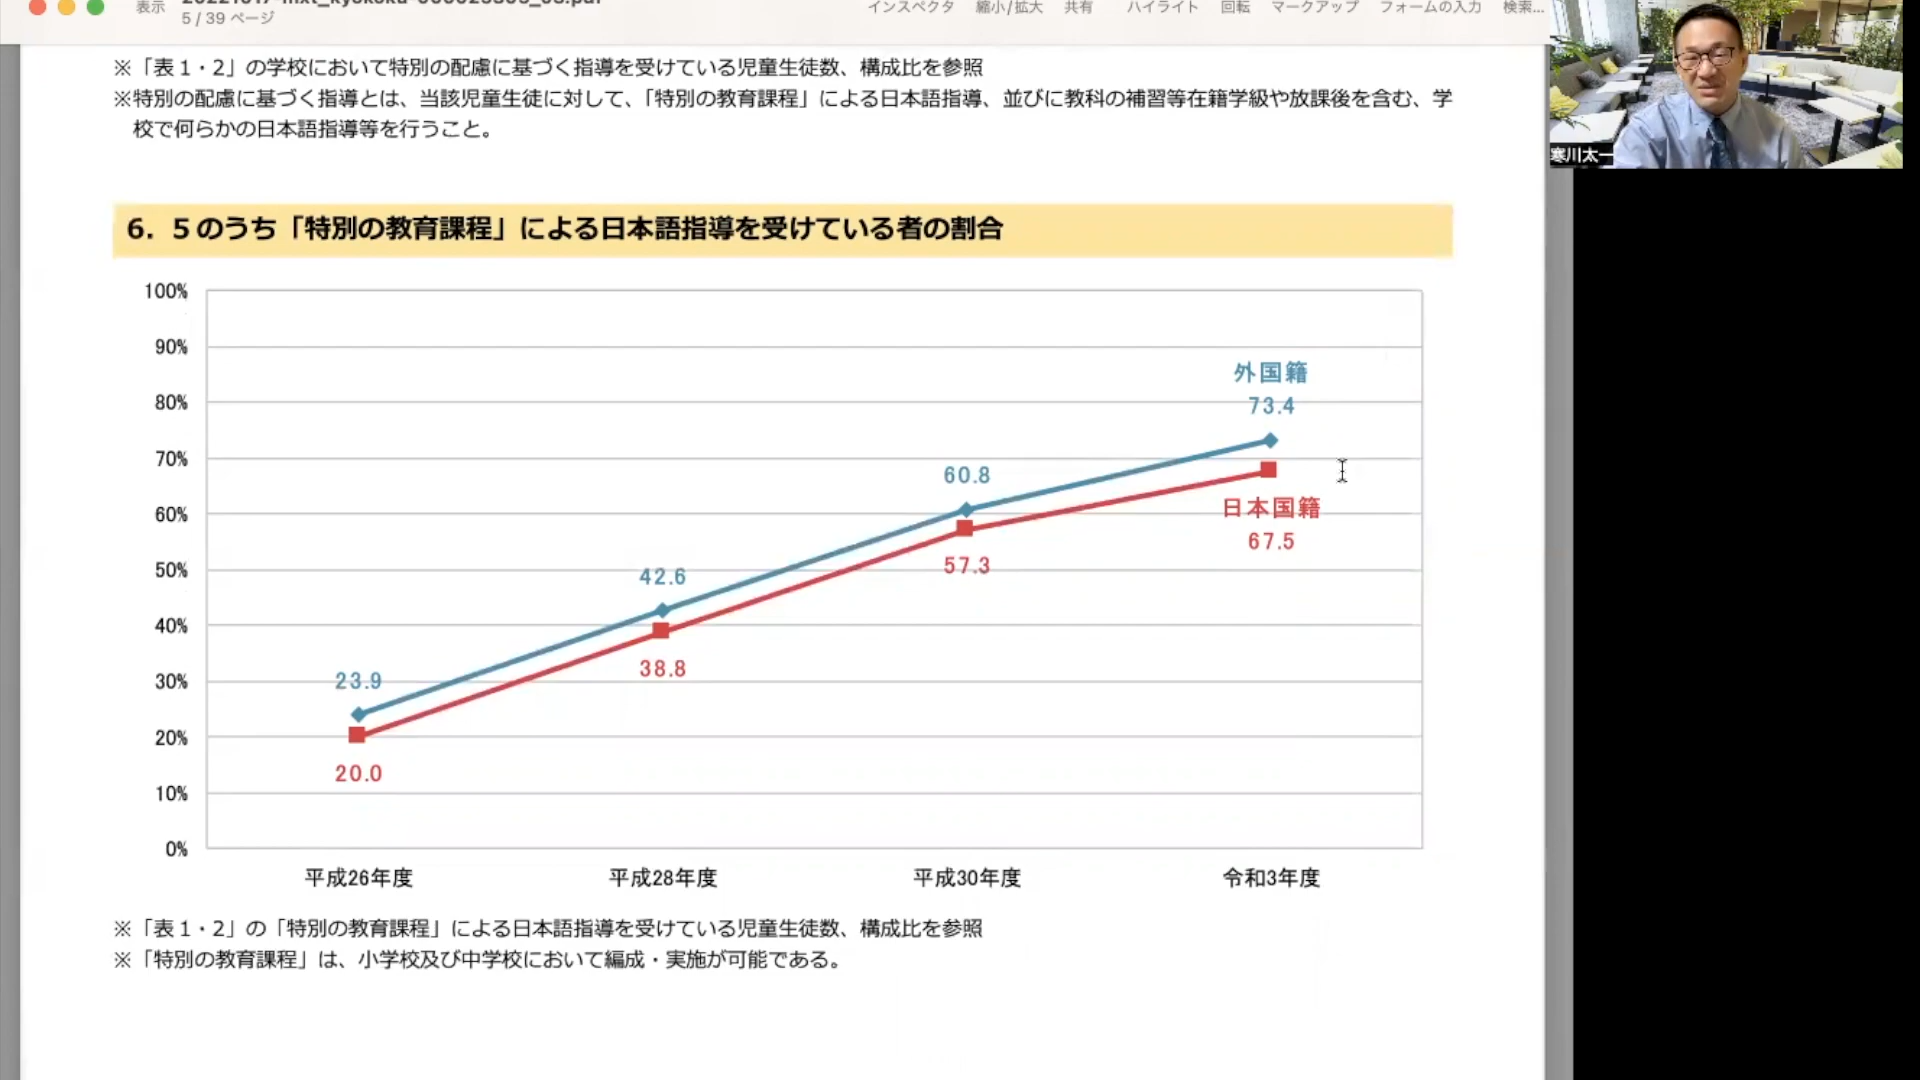 表示
5 / 39 ページ
インスペクタ 縮小/拡大 共有 ハイライト 回転 マークアップ フォームの入力 検索...
寒川太一
※「表１・２」の学校において特別の配慮に基づく指導を受けている児童生徒数、構成比を参照
※特別の配慮に基づく指導とは、当該児童生徒に対して、「特別の教育課程」による日本語指導、並びに教科の補習等在籍学級や放課後を含む、学
校で何らかの日本語指導等を行うこと。
６．５のうち「特別の教育課程」による日本語指導を受けている者の割合
100%
90%
80%
70%
60%
50%
40%
30%
20%
10%
0%
外国籍
73.4
60.8
42.6
23.9
日本国籍
67.5
57.3
38.8
20.0
平成26年度 平成28年度 平成30年度 令和3年度
※「表１・２」の「特別の教育課程」による日本語指導を受けている児童生徒数、構成比を参照
※「特別の教育課程」は、小学校及び中学校において編成・実施が可能である。